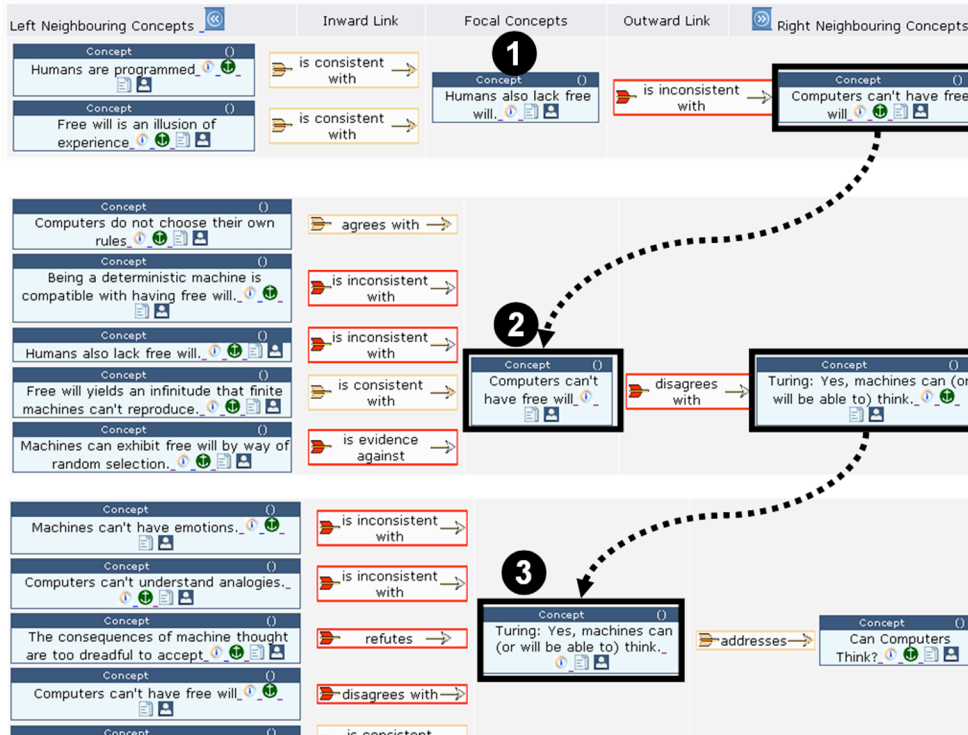 Left Neighbouring Concepts
Inward Link
Focal Concepts
Outward Link
Right Neighbouring Concepts
1
Concept ()
Humans are programmed
is consistent
with
Concept ()
Humans also lack free
will.
is inconsistent
with
Concept ()
Computers can't have free
will
Concept ()
Free will is an illusion of
experience
is consistent
with
Concept ()
Computers do not choose their own
rules
agrees with
Concept ()
Being a deterministic machine is
compatible with having free will.
is inconsistent
with
2
Concept ()
Humans also lack free will.
is inconsistent
with
Concept ()
Free will yields an infinitude that finite
machines can't reproduce.
is consistent
with
Concept ()
Computers can't
have free will
disagrees
with
Concept ()
Turing: Yes, machines can (or
will be able to) think.
Concept ()
Machines can exhibit free will by way of
random selection.
is evidence
against
Concept ()
Machines can't have emotions.
is inconsistent
with
Concept ()
Computers can't understand analogies.
is inconsistent
with
3
Concept ()
The consequences of machine thought
are too dreadful to accept
refutes
Concept ()
Turing: Yes, machines can
(or will be able to) think.
addresses
Concept ()
Can Computers
Think?
Concept ()
Computers can't have free will
disagrees with
Concept ()
is consistent